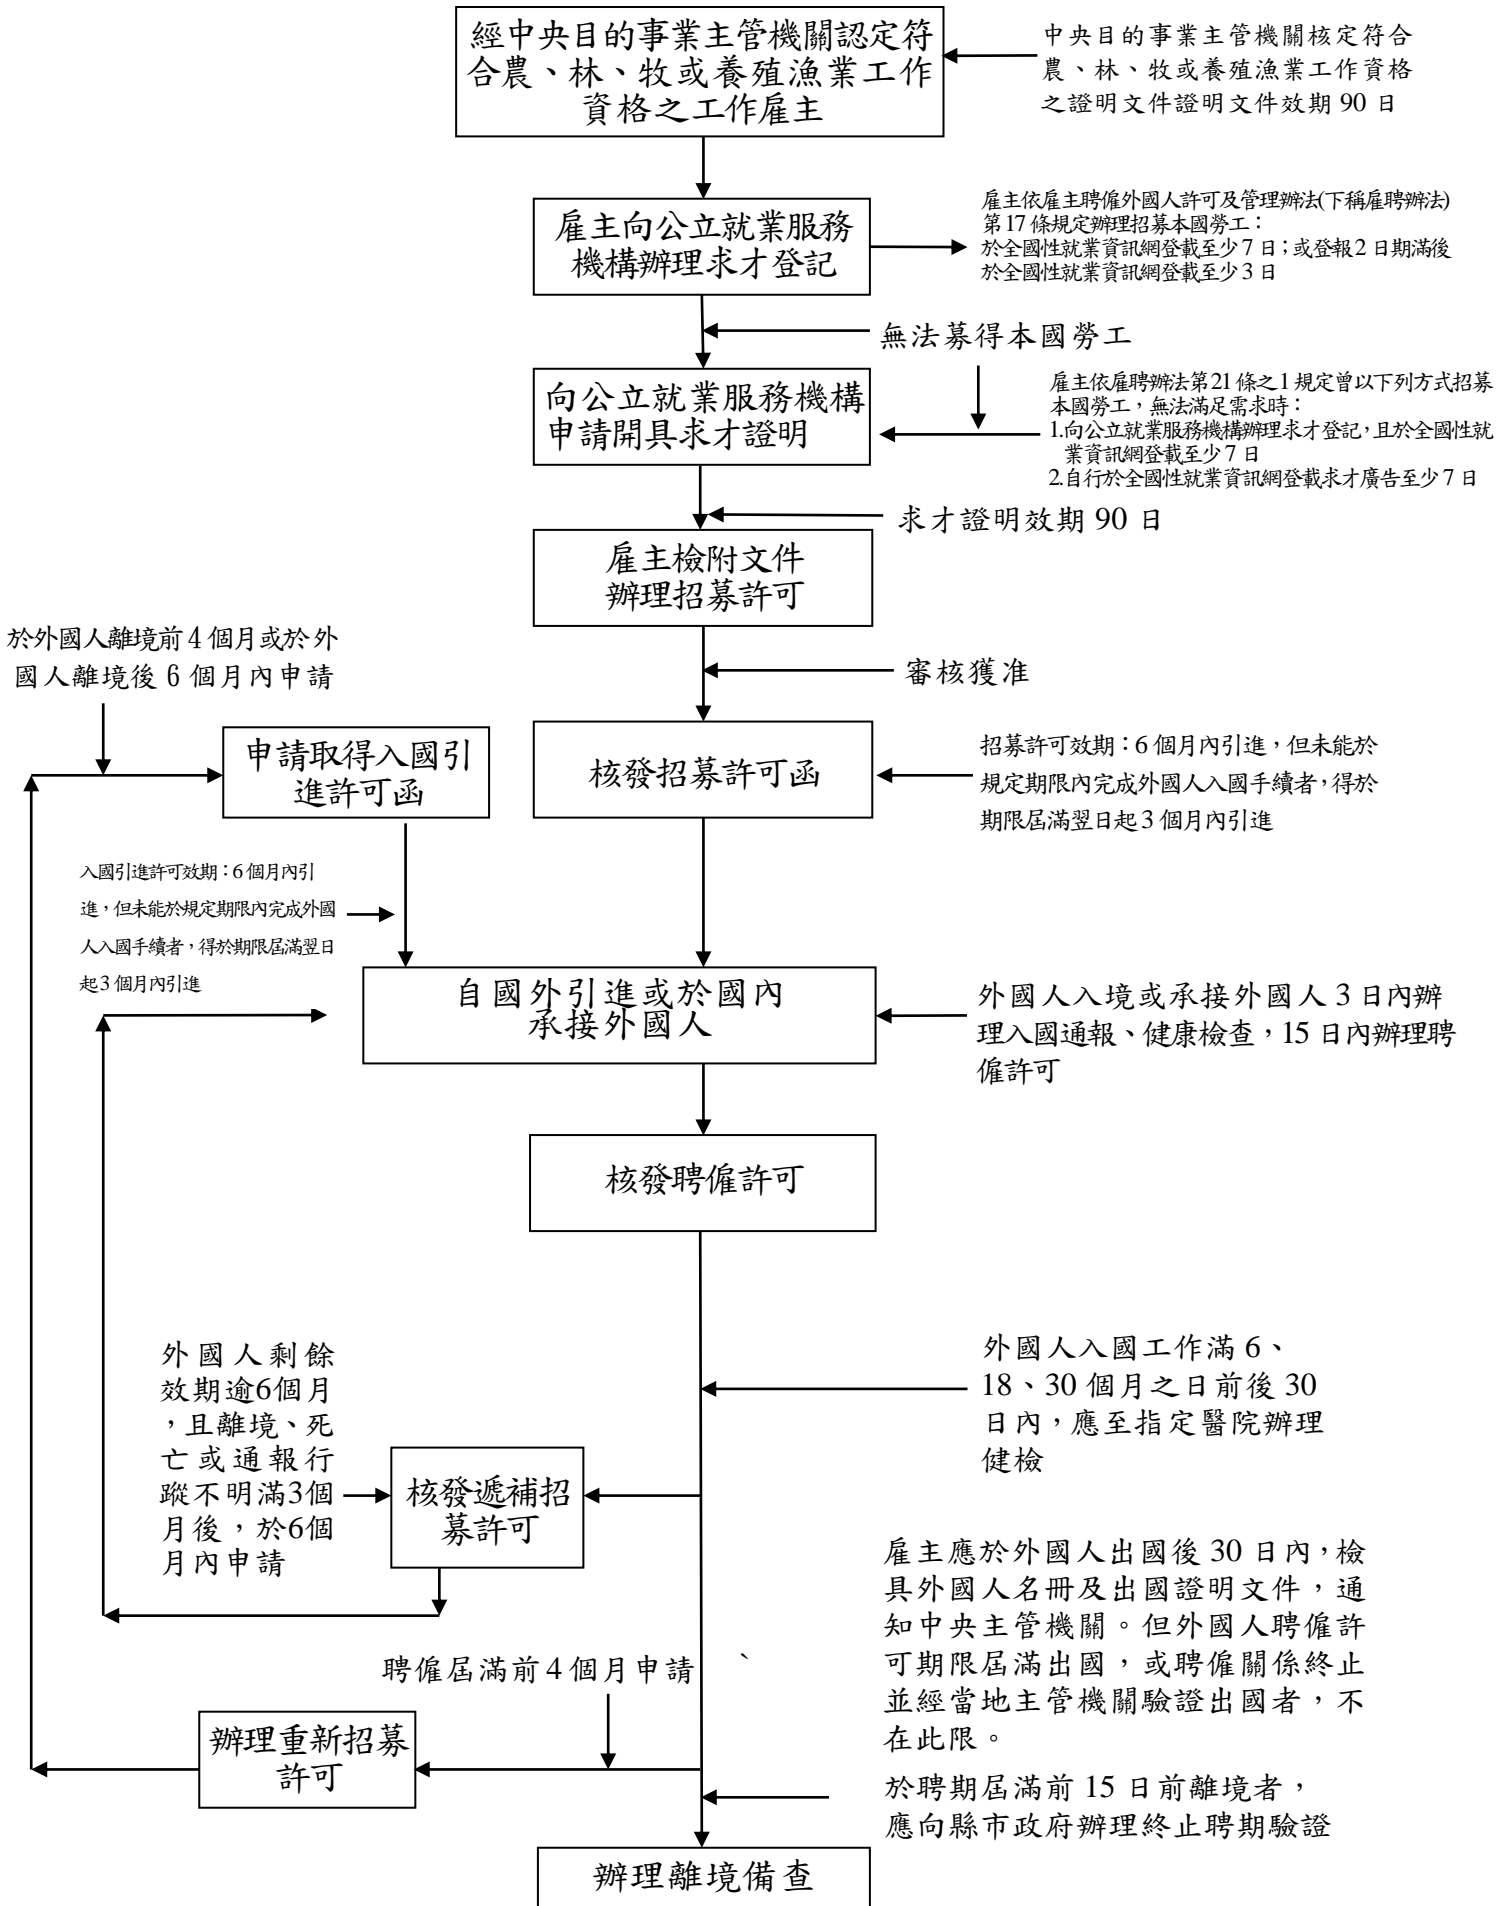 經中央目的事業主管機關認定符
合農、林、牧或養殖漁業工作
資格之工作雇主
中央目的事業主管機關核定符合
農、林、牧或養殖漁業工作資格
之證明文件證明文件效期 90 日
雇主向公立就業服務
機構辦理求才登記
雇主依雇主聘僱外國人許可及管理辦法(下稱雇聘辦法)
第17 條規定辦理招募本國勞工：
於全國性就業資訊網登載至少 7 日；或登報 2 日期滿後
於全國性就業資訊網登載至少 3 日
無法募得本國勞工
向公立就業服務機構
申請開具求才證明
雇主依雇聘辦法第21 條之1 規定曾以下列方式招募
本國勞工，無法滿足需求時：
1.向公立就業服務機構辦理求才登記，且於全國性就
業資訊網登載至少 7 日
2.自行於全國性就業資訊網登載求才廣告至少 7 日
求才證明效期 90 日
雇主檢附文件
辦理招募許可
於外國人離境前 4 個月或於外
國人離境後 6 個月內申請
審核獲准
申請取得入國引
進許可函
核發招募許可函
招募許可效期：6 個月內引進，但未能於
規定期限內完成外國人入國手續者，得於
期限屆滿翌日起 3 個月內引進
入國引進許可效期：6 個月內引
進，但未能於規定期限內完成外國
人入國手續者，得於期限屆滿翌日
起 3 個月內引進
自國外引進或於國內
承接外國人
外國人入境或承接外國人 3 日內辦
理入國通報、健康檢查，15 日內辦理聘
僱許可
核發聘僱許可
外國人剩餘
效期逾6個月
，且離境、死
亡或通報行
蹤不明滿3個
月後，於6個
月內申請
外國人入國工作滿 6、
18、30 個月之日前後 30
日內，應至指定醫院辦理
健檢
核發遞補招
募許可
雇主應於外國人出國後 30 日內，檢
具外國人名冊及出國證明文件，通
知中央主管機關。但外國人聘僱許
可期限屆滿出國，或聘僱關係終止
並經當地主管機關驗證出國者，不
在此限。
聘僱屆滿前 4 個月申請
、
辦理重新招募
許可
於聘期屆滿前 15 日前離境者，
應向縣市政府辦理終止聘期驗證
辦理離境備查